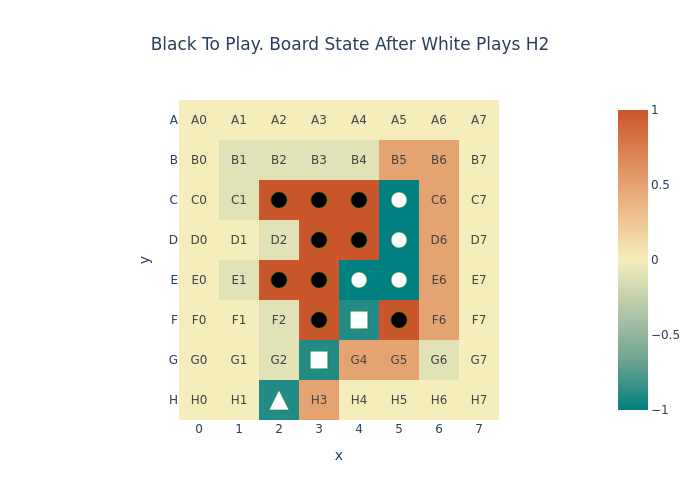 Black To Play. Board State After White Plays H2
A A0 A1 A2 A3 A4 A5 A6 A7
B B0 B1 B2 B3 B4 B5 B6 B7
C C0 C1 C6 C7
D D0 D1 D2 D6 D7
E E0 E1 E6 E7
F F0 F1 F2 F6 F7
G G0 G1 G2 G4 G5 G6 G7
H H0 H1 H3 H4 H5 H6 H7
0 1 2 3 4 5 6 7
x
y
1
0.5
0
−0.5
−1